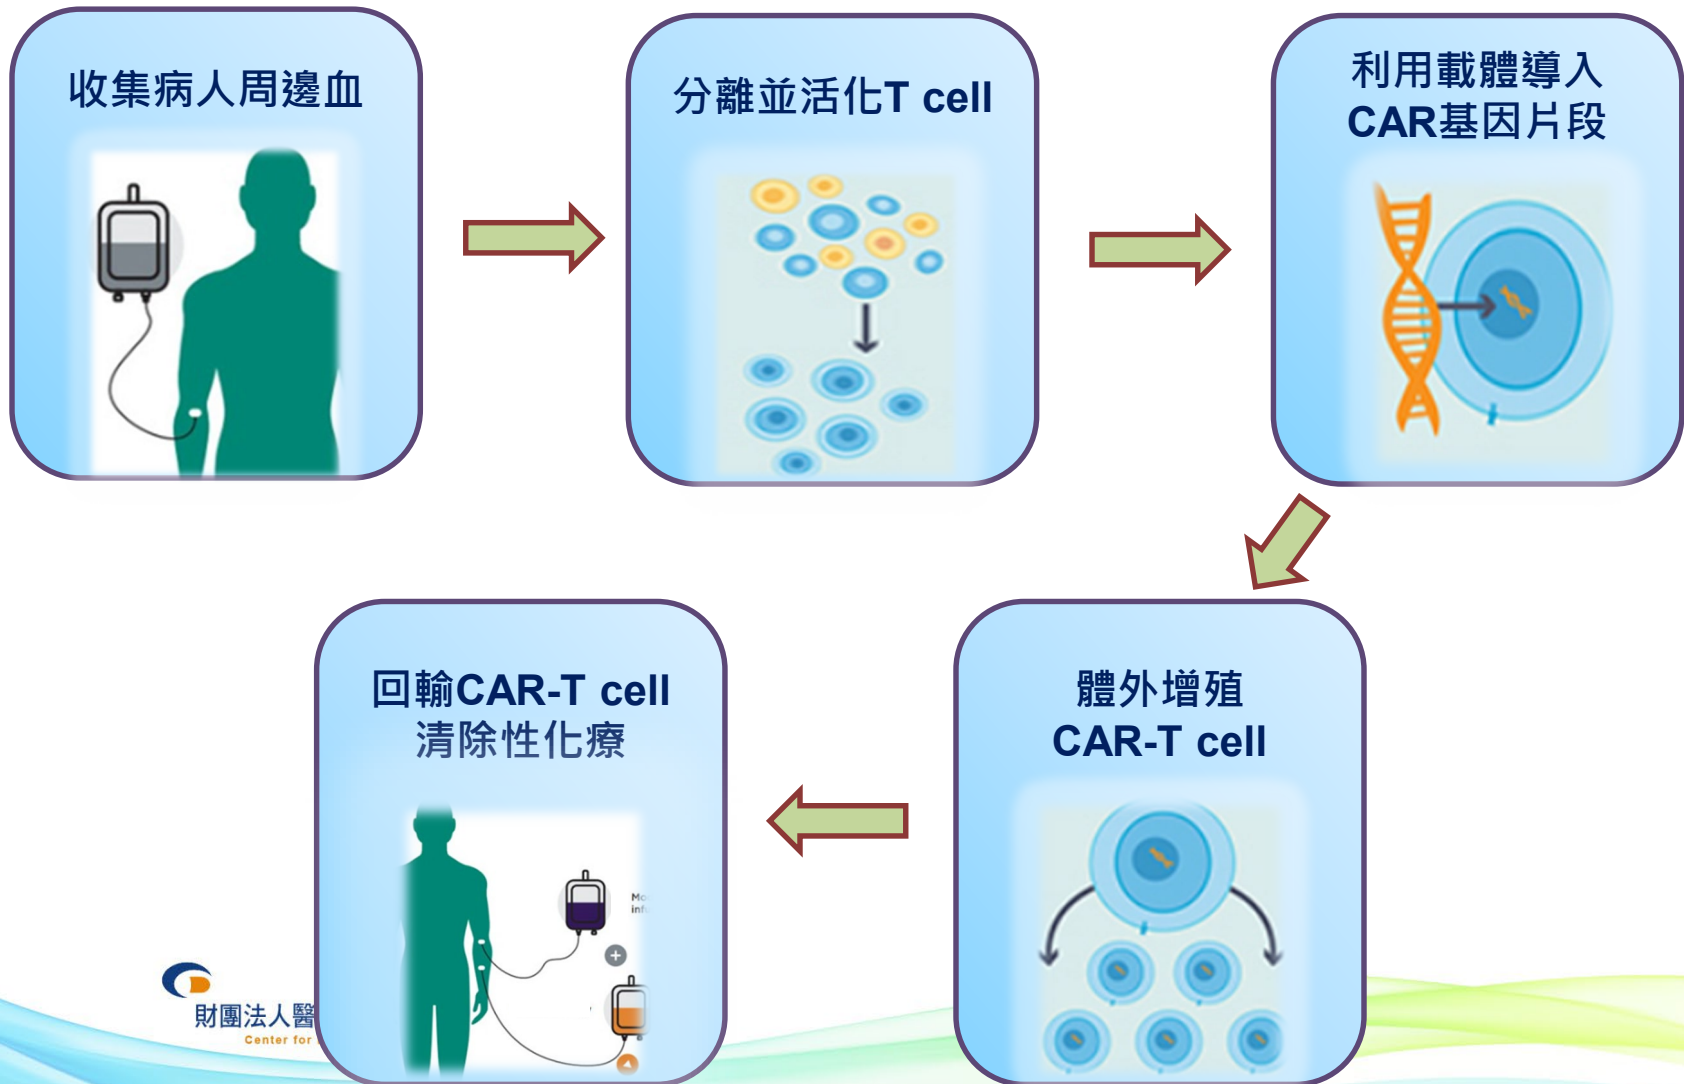 收集病人周邊血
分離並活化T cell
利用載體導入
CAR基因片段
體外增殖
CAR-T cell
回輸CAR-T cell
清除性化療
財團法人醫
Center for